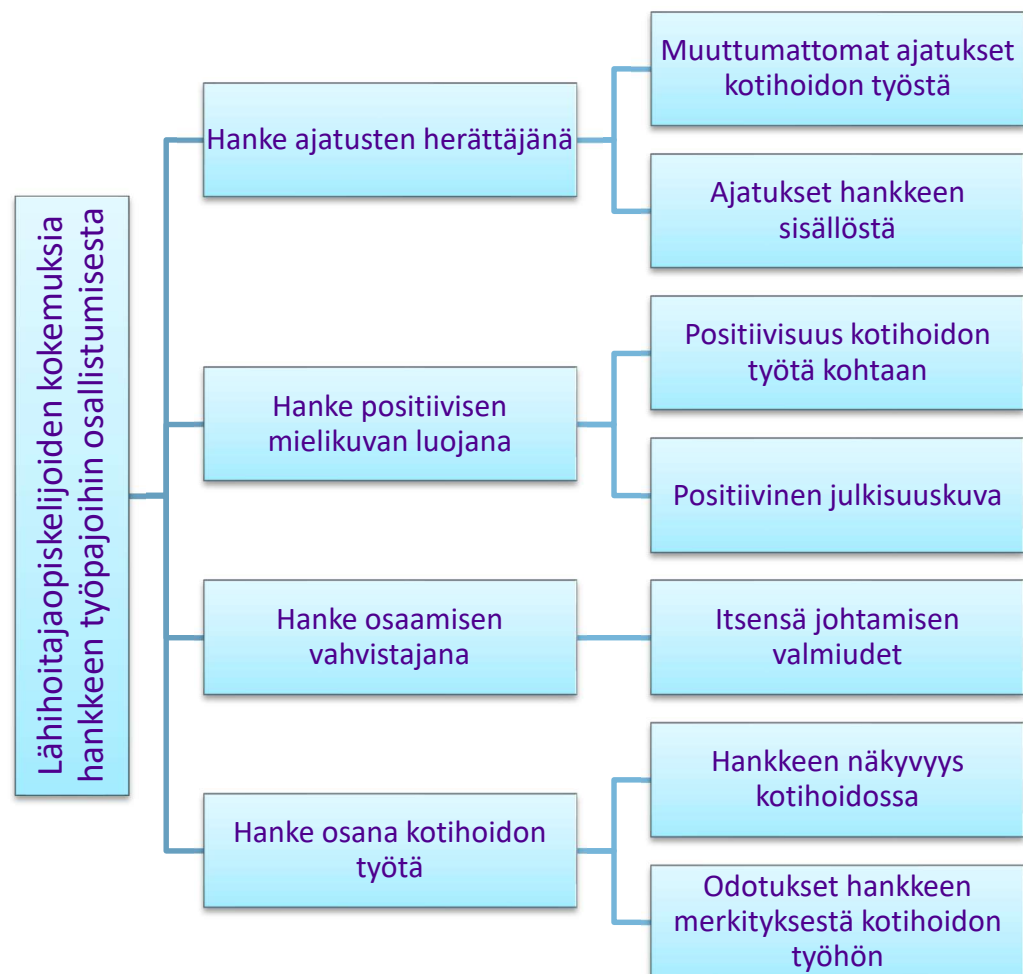 Lähihoitajaopiskelijoiden kokemuksia
hankkeen työpajoihin osallistumisesta
Hanke ajatusten herättäjänä
Muuttumattomat ajatukset
kotihoidon työstä
Ajatukset hankkeen
sisällöstä
Hanke positiivisen
mielikuvan luojana
Positiivisuus kotihoidon
työtä kohtaan
Positiivinen julkisuuskuva
Hanke osaamisen
vahvistajana
Itsensä johtamisen
valmiudet
Hanke osana kotihoidon
työtä
Hankkeen näkyvyys
kotihoidossa
Odotukset hankkeen
merkityksestä kotihoidon
työhön